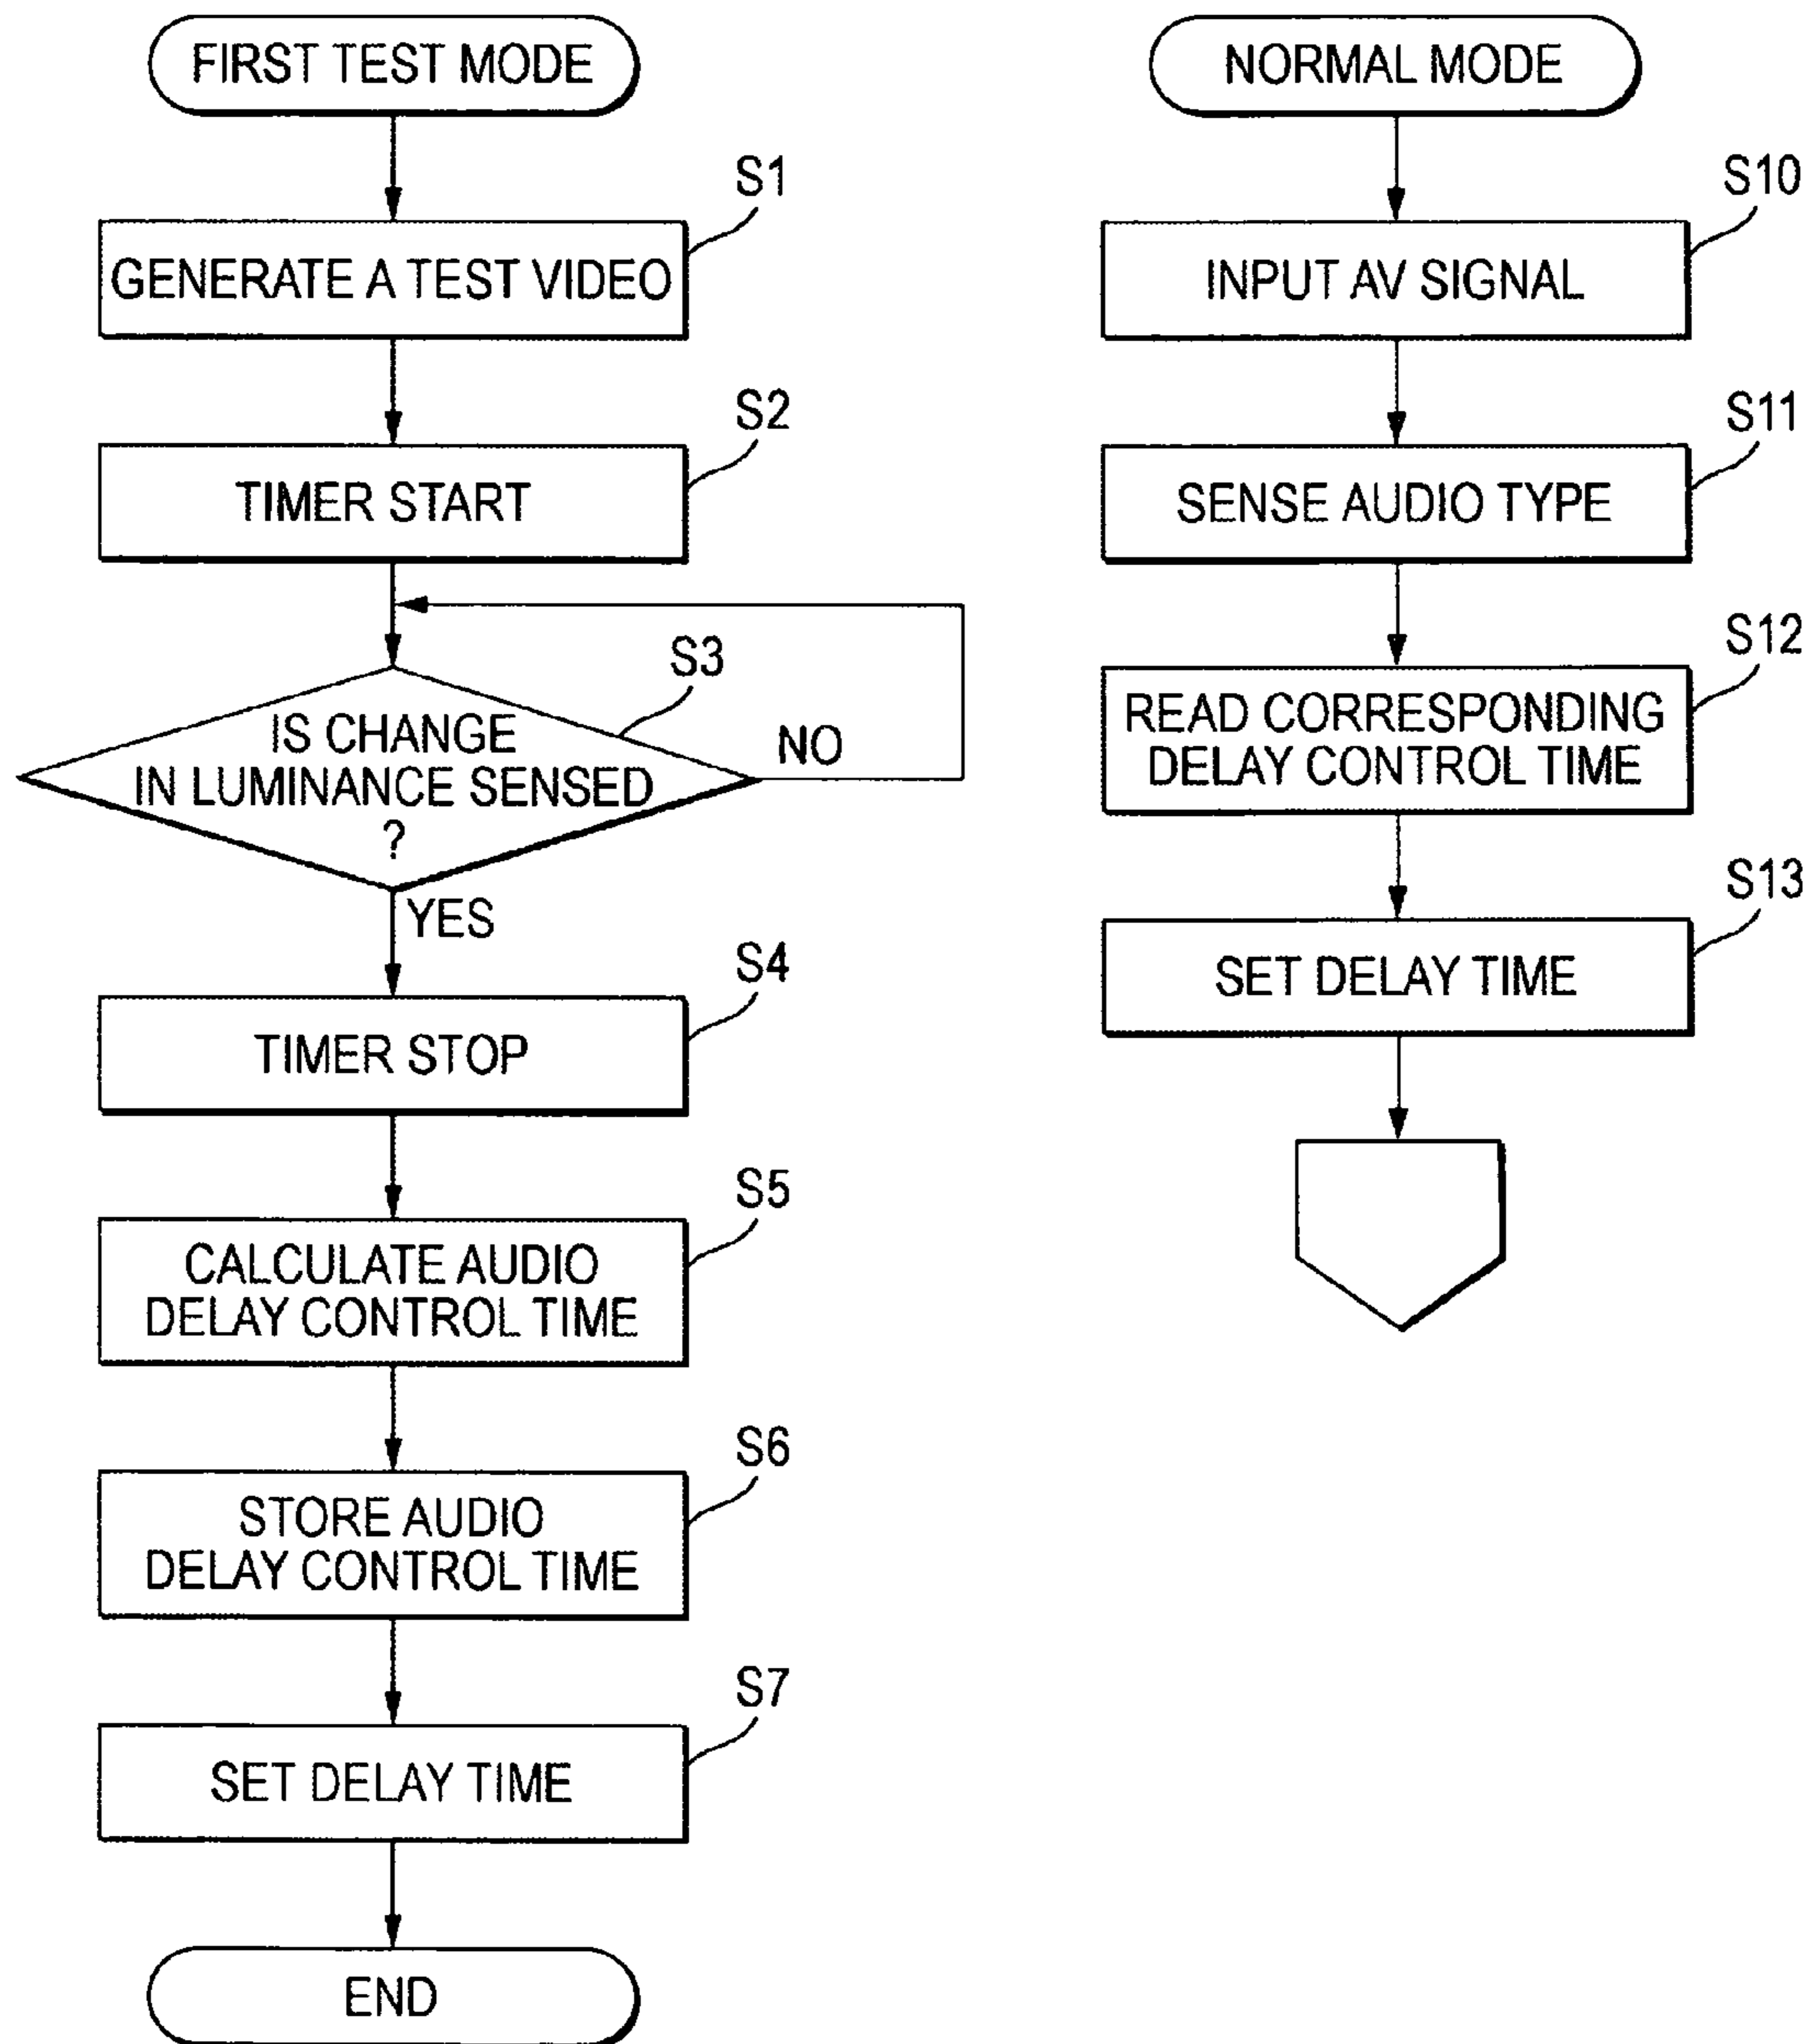 FIRST TEST MODE
S1
GENERATE A TEST VIDEO
S2
TIMER START
S3
IS CHANGE
IN LUMINANCE SENSED
?
NO
YES
S4
TIMER STOP
S5
CALCULATE AUDIO
DELAY CONTROL TIME
S6
STORE AUDIO
DELAY CONTROL TIME
S7
SET DELAY TIME
END
NORMAL MODE
S10
INPUT AV SIGNAL
S11
SENSE AUDIO TYPE
S12
READ CORRESPONDING
DELAY CONTROL TIME
S13
SET DELAY TIME